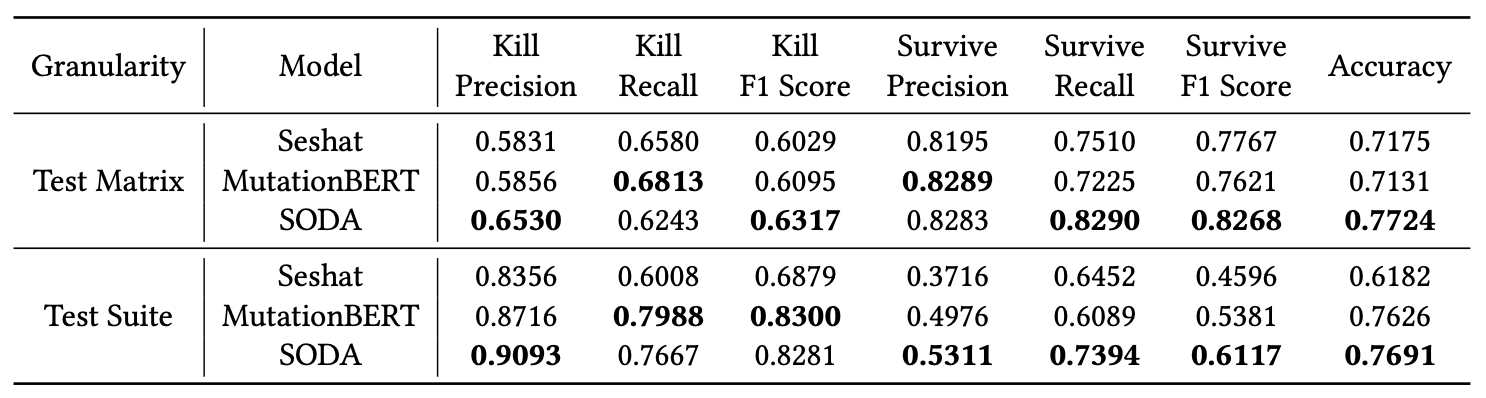 Granularity Model Kill Precision Kill Recall Kill F1 Score Survive Precision Survive Recall Survive F1 Score Accuracy
Test Matrix Seshat 0.5831 0.6580 0.6029 0.8195 0.7510 0.7767 0.7175
MutationBERT 0.5856 0.6813 0.6095 0.8289 0.7225 0.7621 0.7131
SODA 0.6530 0.6243 0.6317 0.8283 0.8290 0.8268 0.7724
Test Suite Seshat 0.8356 0.6008 0.6879 0.3716 0.6452 0.4596 0.6182
MutationBERT 0.8716 0.7988 0.8300 0.4976 0.6089 0.5381 0.7626
SODA 0.9093 0.7667 0.8281 0.5311 0.7394 0.6117 0.7691